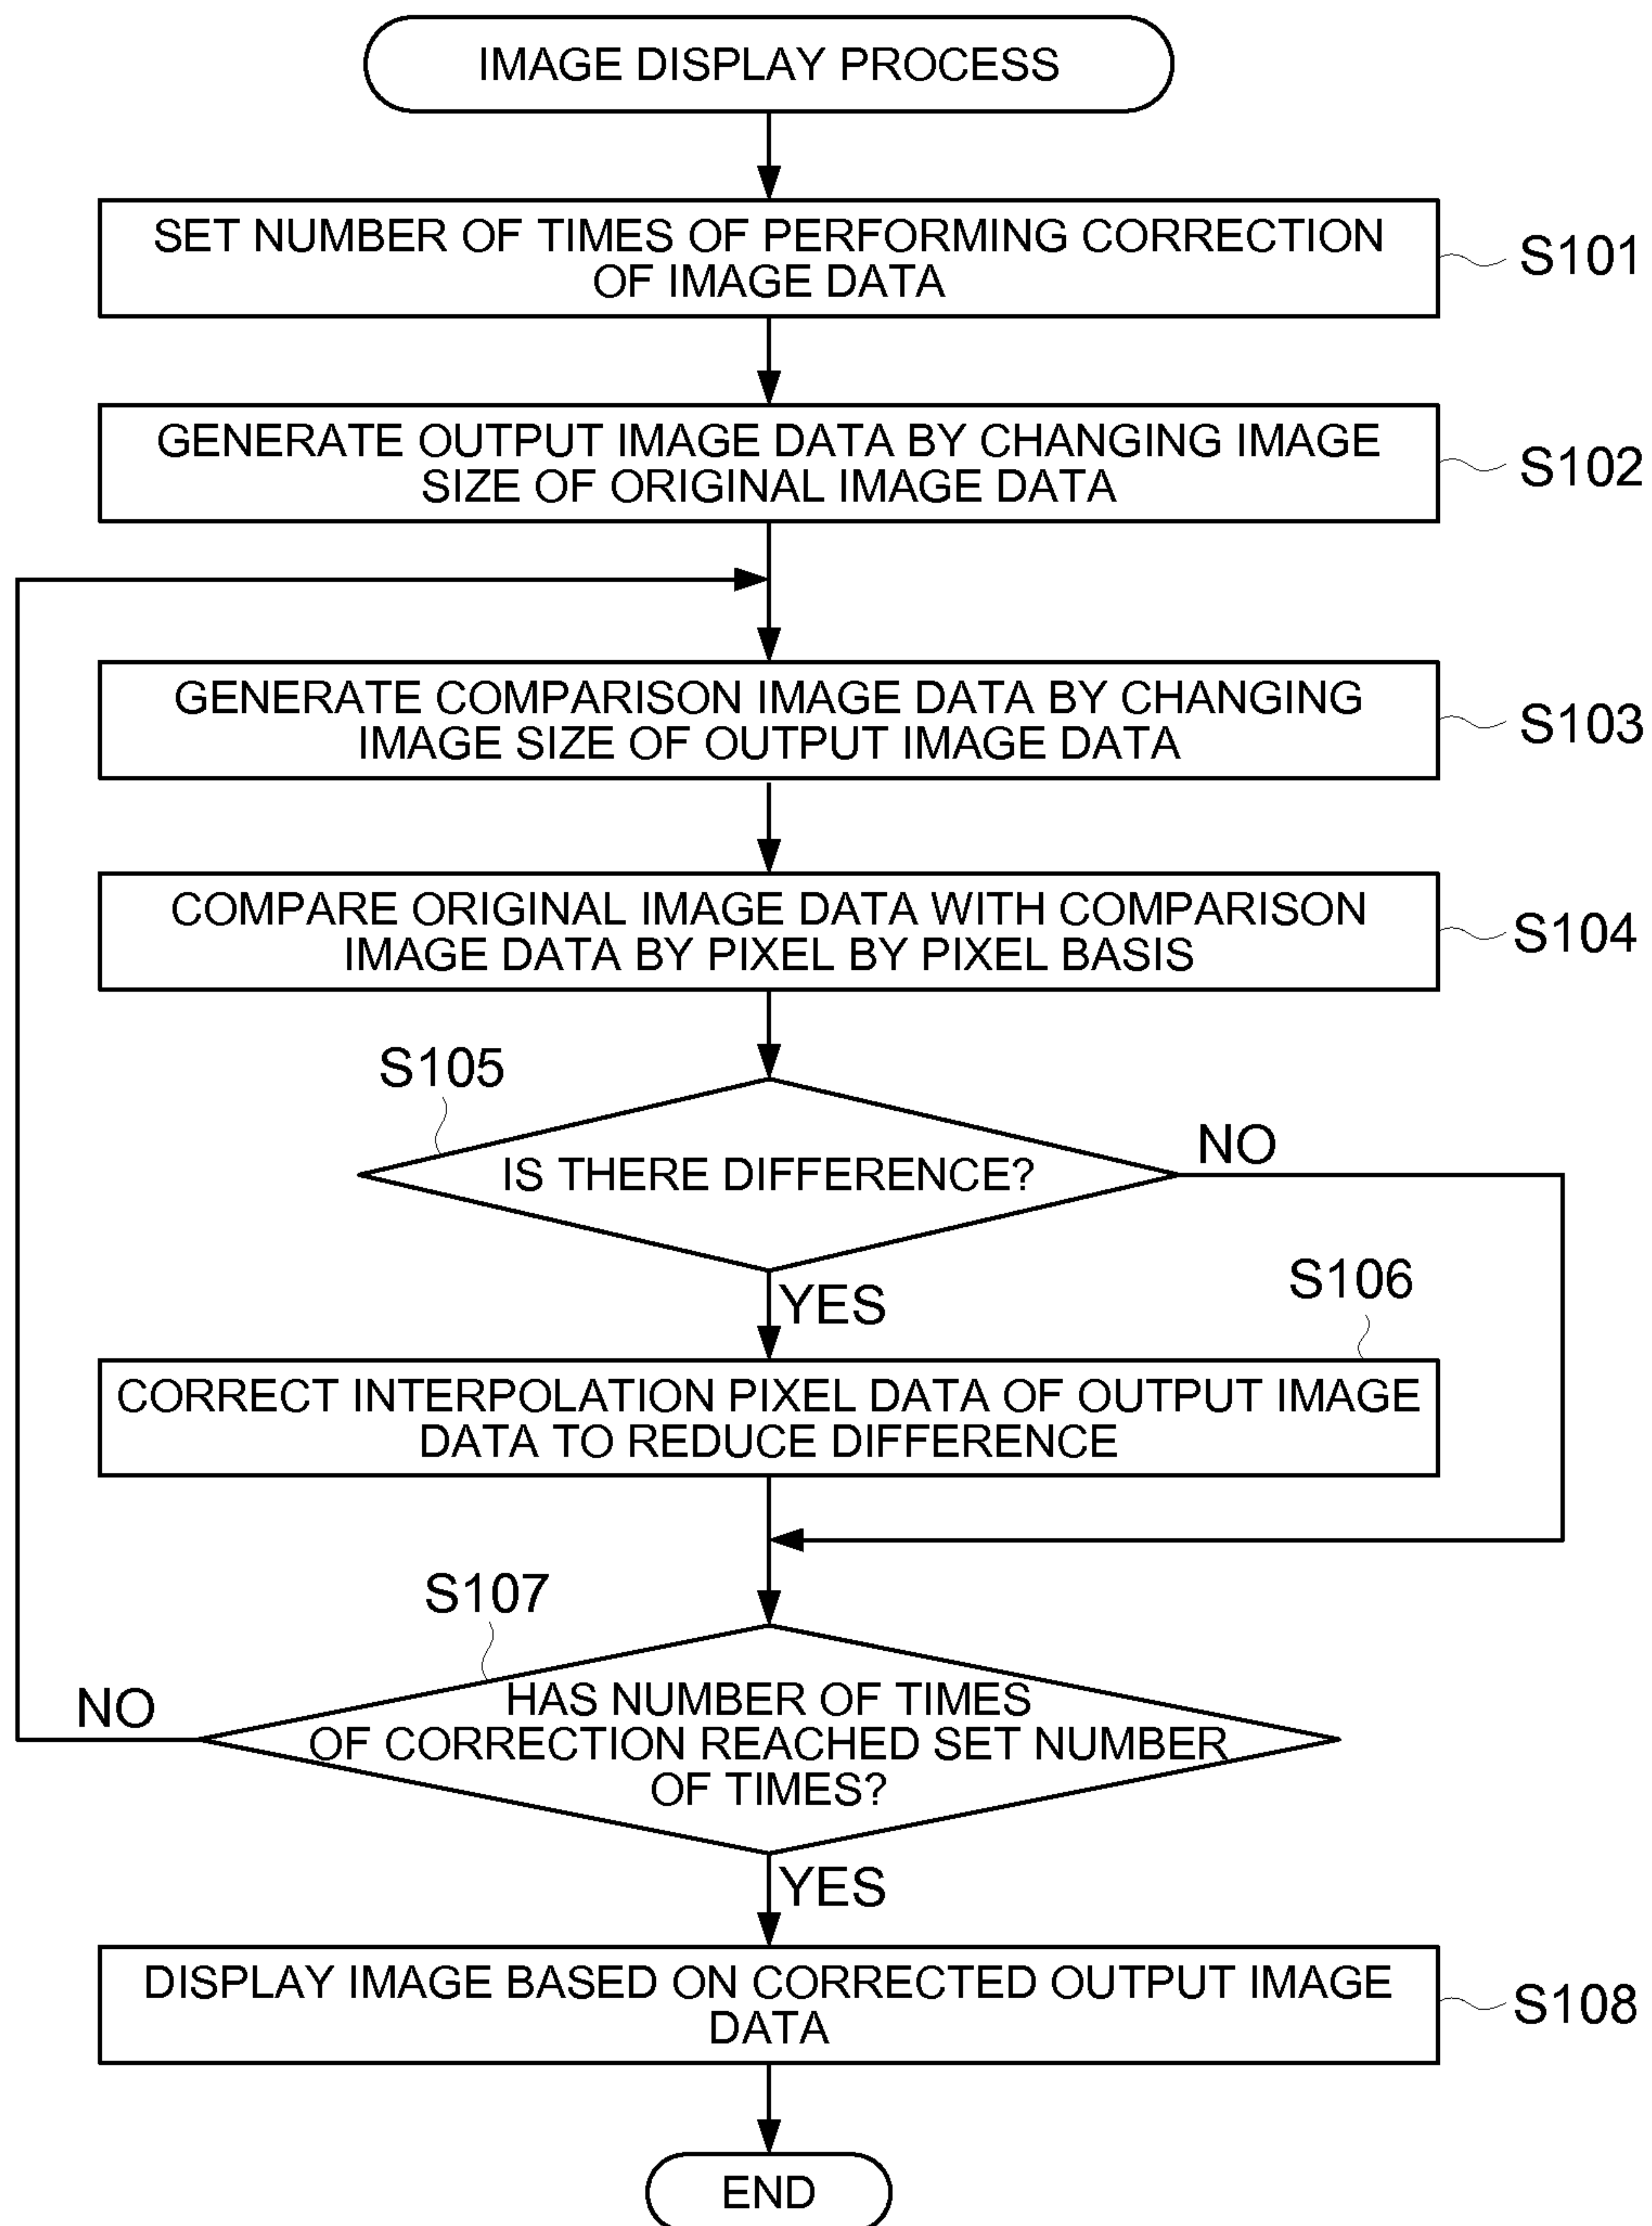 IMAGE DISPLAY PROCESS
SET NUMBER OF TIMES OF PERFORMING CORRECTION
OF IMAGE DATA
S101
GENERATE OUTPUT IMAGE DATA BY CHANGING IMAGE
SIZE OF ORIGINAL IMAGE DATA
S102
GENERATE COMPARISON IMAGE DATA BY CHANGING
IMAGE SIZE OF OUTPUT IMAGE DATA
S103
COMPARE ORIGINAL IMAGE DATA WITH COMPARISON
IMAGE DATA BY PIXEL BY PIXEL BASIS
S104
S105
IS THERE DIFFERENCE?
NO
YES
S106
CORRECT INTERPOLATION PIXEL DATA OF OUTPUT IMAGE
DATA TO REDUCE DIFFERENCE
S107
HAS NUMBER OF TIMES
OF CORRECTION REACHED SET NUMBER
OF TIMES?
NO
YES
DISPLAY IMAGE BASED ON CORRECTED OUTPUT IMAGE
DATA
S108
END